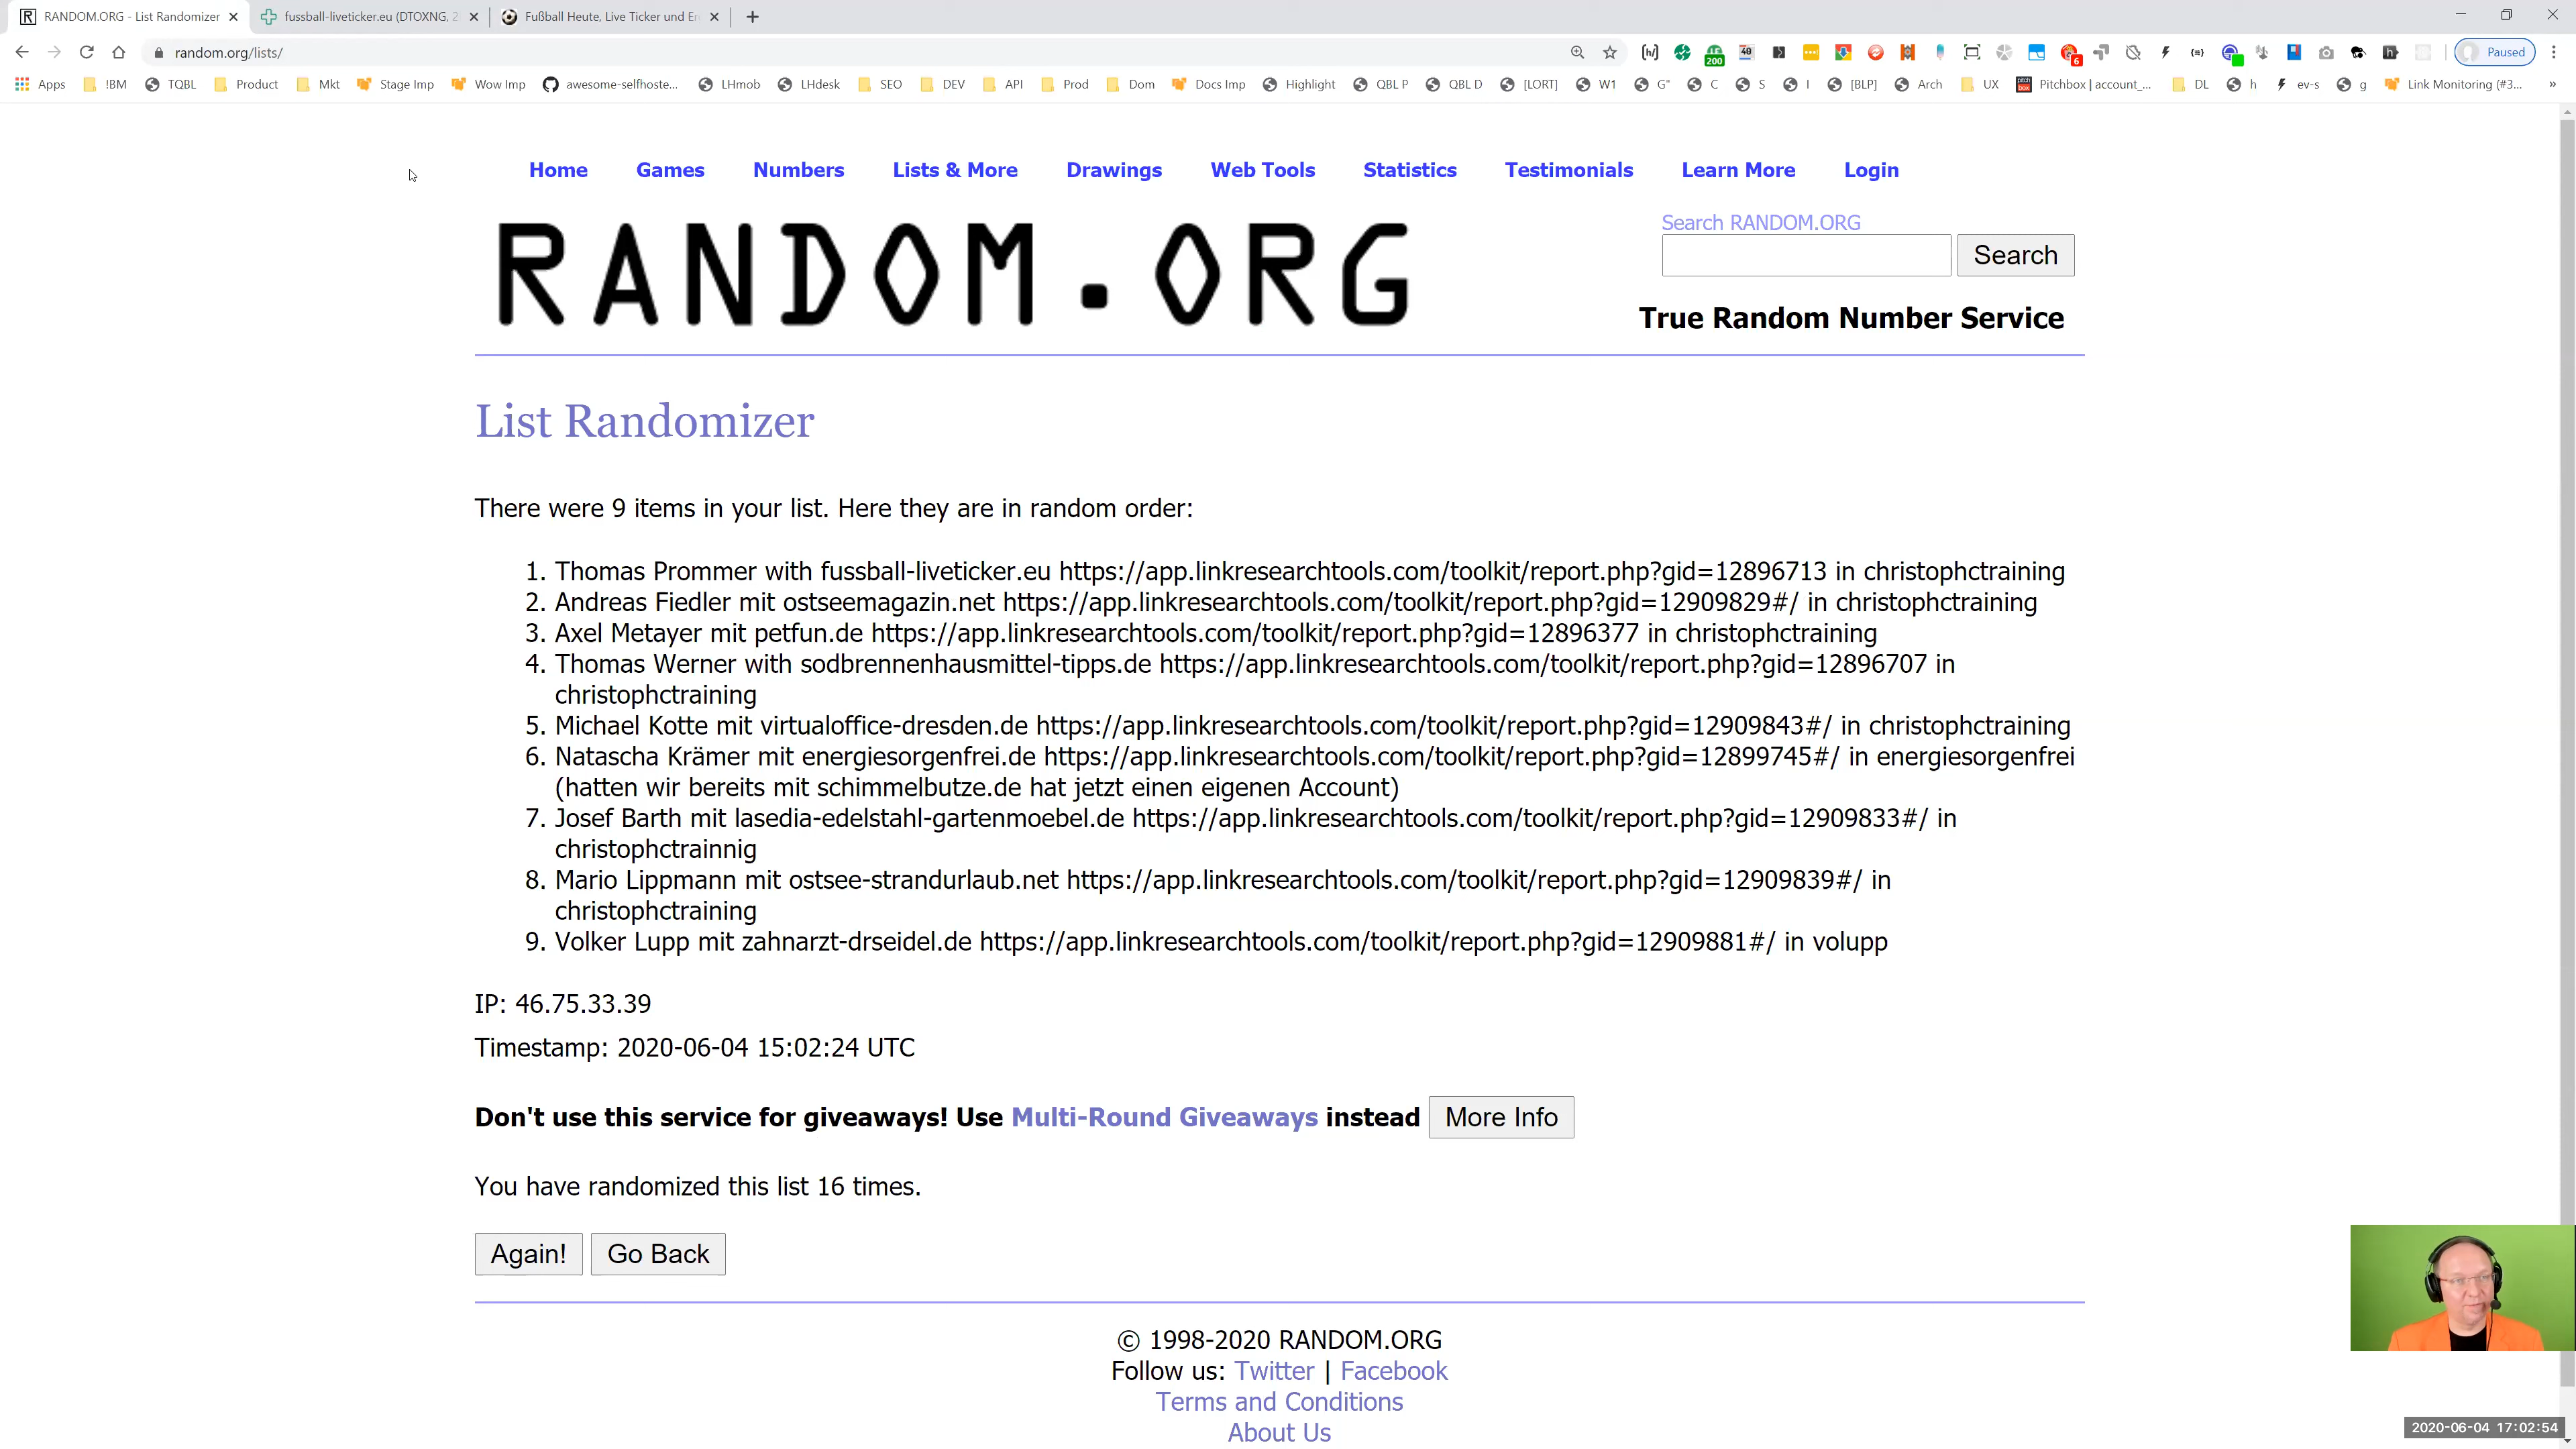 RANDOM.ORG - List Randomizer
fussball-liveticker.eu (DTOXNG, 2
Fußball Heute, Live Ticker und Er
random.org/lists/
200
40
6
Paused
Apps !BM TQBL Product Mkt Stage Imp Wow Imp awesome-selfhoste... LHmob LHdesk SEO DEV API Prod Dom Docs Imp Highlight QBL P QBL D [LORT] W1 G" C S I [BLP] Arch UX Pitchbox | account_... DL h ev-s g Link Monitoring (#3... »
Home Games Numbers Lists & More Drawings Web Tools Statistics Testimonials Learn More Login
RANDOM.ORG
Search RANDOM.ORG
Search
True Random Number Service
List Randomizer
There were 9 items in your list. Here they are in random order:
1. Thomas Prommer with fussball-liveticker.eu https://app.linkresearchtools.com/toolkit/report.php?gid=12896713 in christophctraining
2. Andreas Fiedler mit ostseemagazin.net https://app.linkresearchtools.com/toolkit/report.php?gid=12909829#/ in christophctraining
3. Axel Metayer mit petfun.de https://app.linkresearchtools.com/toolkit/report.php?gid=12896377 in christophctraining
4. Thomas Werner with sodbrennenhausmittel-tipps.de https://app.linkresearchtools.com/toolkit/report.php?gid=12896707 in
christophctraining
5. Michael Kotte mit virtualoffice-dresden.de https://app.linkresearchtools.com/toolkit/report.php?gid=12909843#/ in christophctraining
6. Natascha Krämer mit energiesorgenfrei.de https://app.linkresearchtools.com/toolkit/report.php?gid=12899745#/ in energiesorgenfrei
(hatten wir bereits mit schimmelbutze.de hat jetzt einen eigenen Account)
7. Josef Barth mit lasedia-edelstahl-gartenmoebel.de https://app.linkresearchtools.com/toolkit/report.php?gid=12909833#/ in
christophctrainnig
8. Mario Lippmann mit ostsee-strandurlaub.net https://app.linkresearchtools.com/toolkit/report.php?gid=12909839#/ in
christophctraining
9. Volker Lupp mit zahnarzt-drseidel.de https://app.linkresearchtools.com/toolkit/report.php?gid=12909881#/ in volupp
IP: 46.75.33.39
Timestamp: 2020-06-04 15:02:24 UTC
Don't use this service for giveaways! Use Multi-Round Giveaways instead More Info
You have randomized this list 16 times.
Again! Go Back
© 1998-2020 RANDOM.ORG
Follow us: Twitter | Facebook
Terms and Conditions
About Us
2020-06-04 17:02:54